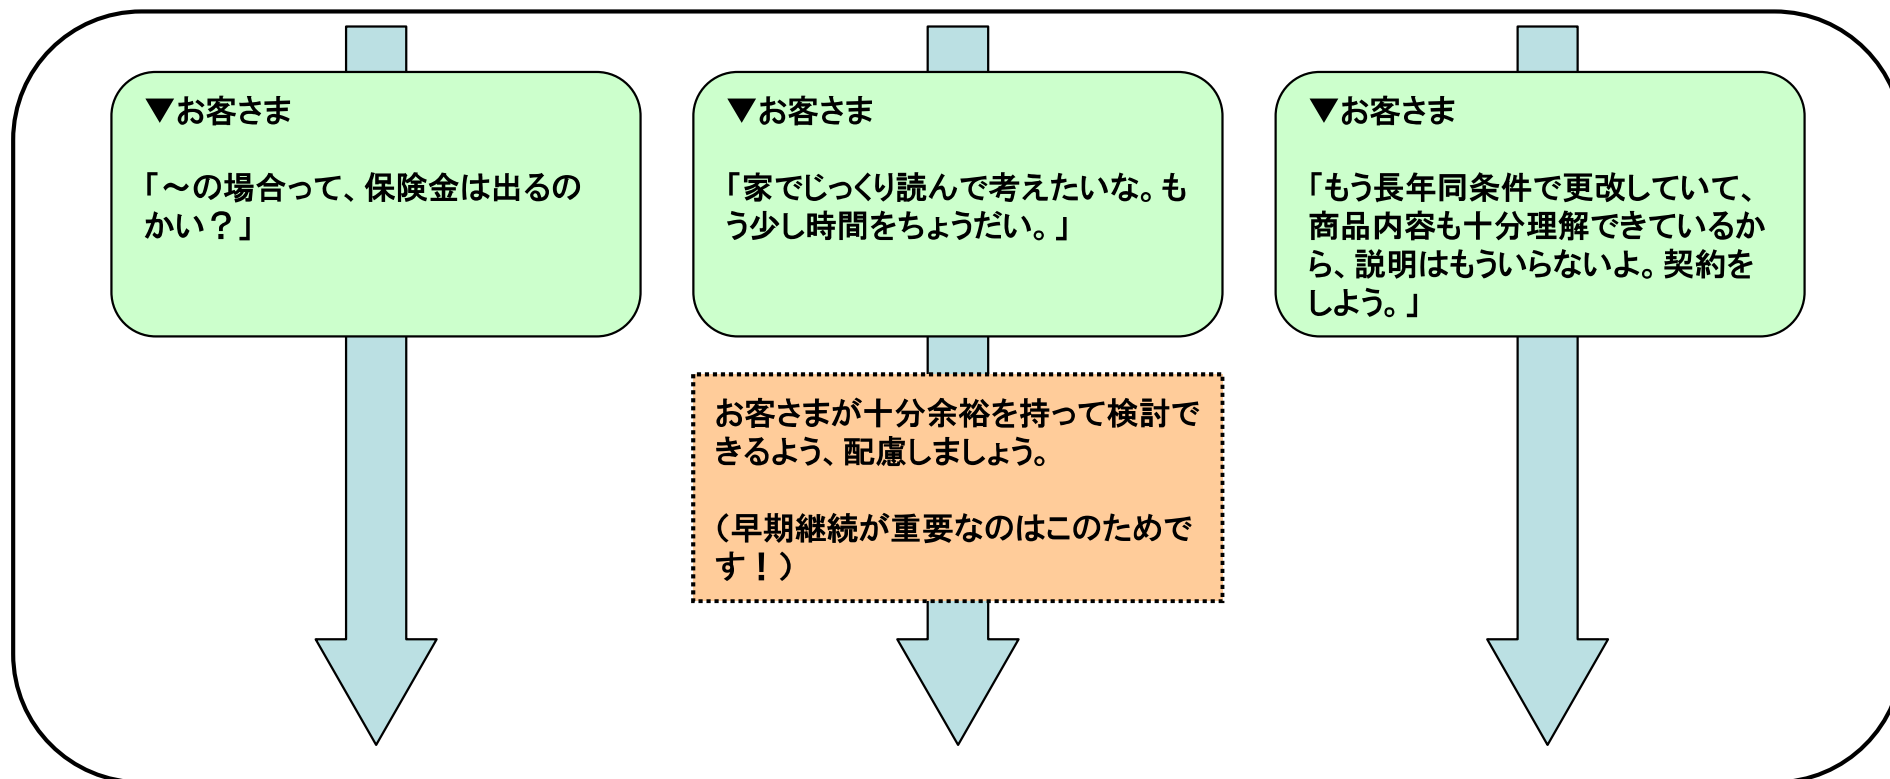 ▼お客さま
「～の場合って、保険金は出るの
かい？」
▼お客さま
「家でじっくり読んで考えたいな。も
う少し時間をちょうだい。」
▼お客さま
「もう長年同条件で更改していて、
商品内容も十分理解できているか
ら、説明はもういらないよ。契約を
しよう。」
お客さまが十分余裕を持って検討で
きるよう、配慮しましょう。
（早期継続が重要なのはこのためで
す！）